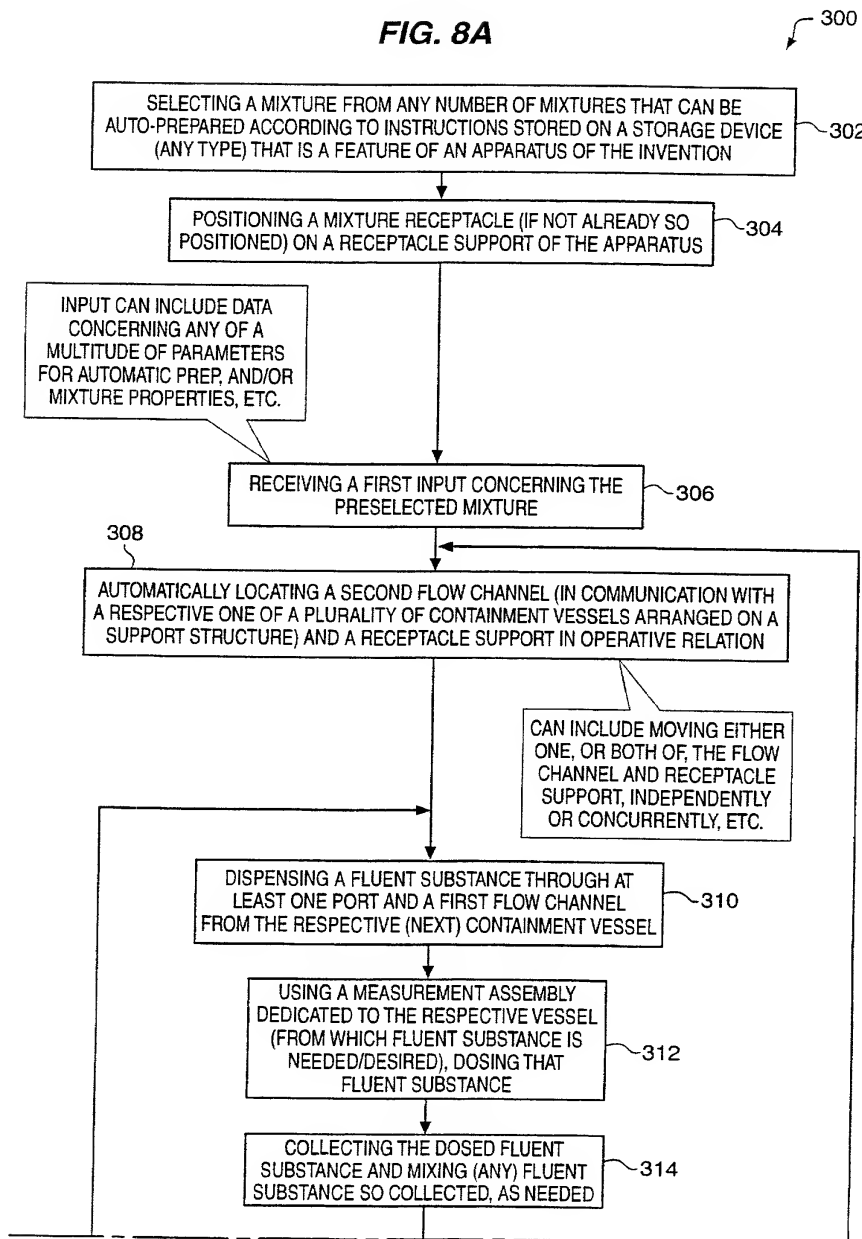 FIG. 8A
300
SELECTING A MIXTURE FROM ANY NUMBER OF MIXTURES THAT CAN BE
AUTO-PREPARED ACCORDING TO INSTRUCTIONS STORED ON A STORAGE DEVICE
(ANY TYPE) THAT IS A FEATURE OF AN APPARATUS OF THE INVENTION
302
POSITIONING A MIXTURE RECEPTACLE (IF NOT ALREADY SO
POSITIONED) ON A RECEPTACLE SUPPORT OF THE APPARATUS
304
INPUT CAN INCLUDE DATA
CONCERNING ANY OF A
MULTITUDE OF PARAMETERS
FOR AUTOMATIC PREP, AND/OR
MIXTURE PROPERTIES, ETC.
RECEIVING A FIRST INPUT CONCERNING THE
PRESELECTED MIXTURE
306
308
AUTOMATICALLY LOCATING A SECOND FLOW CHANNEL (IN COMMUNICATION WITH
A RESPECTIVE ONE OF A PLURALITY OF CONTAINMENT VESSELS ARRANGED ON A
SUPPORT STRUCTURE) AND A RECEPTACLE SUPPORT IN OPERATIVE RELATION
CAN INCLUDE MOVING EITHER
ONE, OR BOTH OF, THE FLOW
CHANNEL AND RECEPTACLE
SUPPORT, INDEPENDENTLY
OR CONCURRENTLY, ETC.
DISPENSING A FLUENT SUBSTANCE THROUGH AT
LEAST ONE PORT AND A FIRST FLOW CHANNEL
FROM THE RESPECTIVE (NEXT) CONTAINMENT VESSEL
310
USING A MEASUREMENT ASSEMBLY
DEDICATED TO THE RESPECTIVE VESSEL
(FROM WHICH FLUENT SUBSTANCE IS
NEEDED/DESIRED), DOSING THAT
FLUENT SUBSTANCE
312
COLLECTING THE DOSED FLUENT
SUBSTANCE AND MIXING (ANY) FLUENT
SUBSTANCE SO COLLECTED, AS NEEDED
314